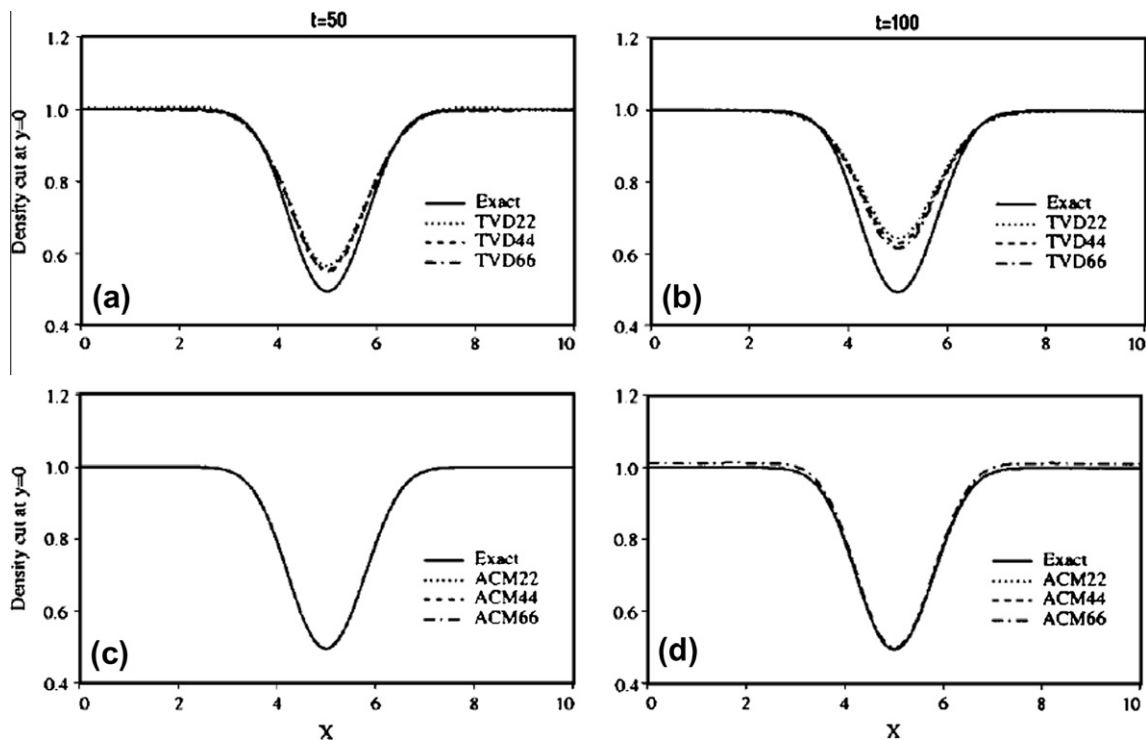 t=50
t=100
Density cut at y=0
1.2
1.0
0.8
0.6
0.4
0
2
4
6
8
10
Exact
TVD22
TVD44
TVD66
(a)
1.2
1.0
0.8
0.6
0.4
0
2
4
6
8
10
Exact
TVD22
TVD44
TVD66
(b)
Density cut at y=0
1.2
1.0
0.8
0.6
0.4
0
2
4
6
8
10
X
Exact
ACM22
ACM44
ACM66
(c)
1.2
1.0
0.8
0.6
0.4
0
2
4
6
8
10
X
Exact
ACM22
ACM44
ACM66
(d)